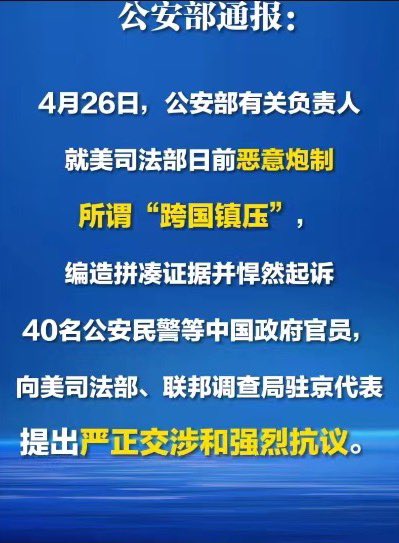 公安部通报：
4月26日，公安部有关负责人
就美司法部日前恶意炮制
所谓“跨国镇压”，
编造拼凑证据并悍然起诉
40名公安民警等中国政府官员，
向美司法部、联邦调查局驻京代表
提出严正交涉和强烈抗议。